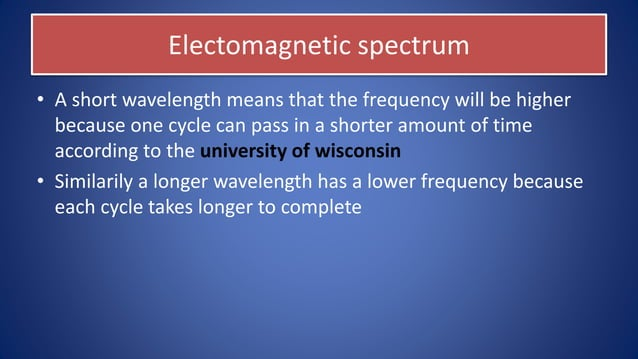 Electomagnetic spectrum
• A short wavelength means that the frequency will be higher
because one cycle can pass in a shorter amount of time
according to the university of wisconsin
• Similarily a longer wavelength has a lower frequency because
each cycle takes longer to complete